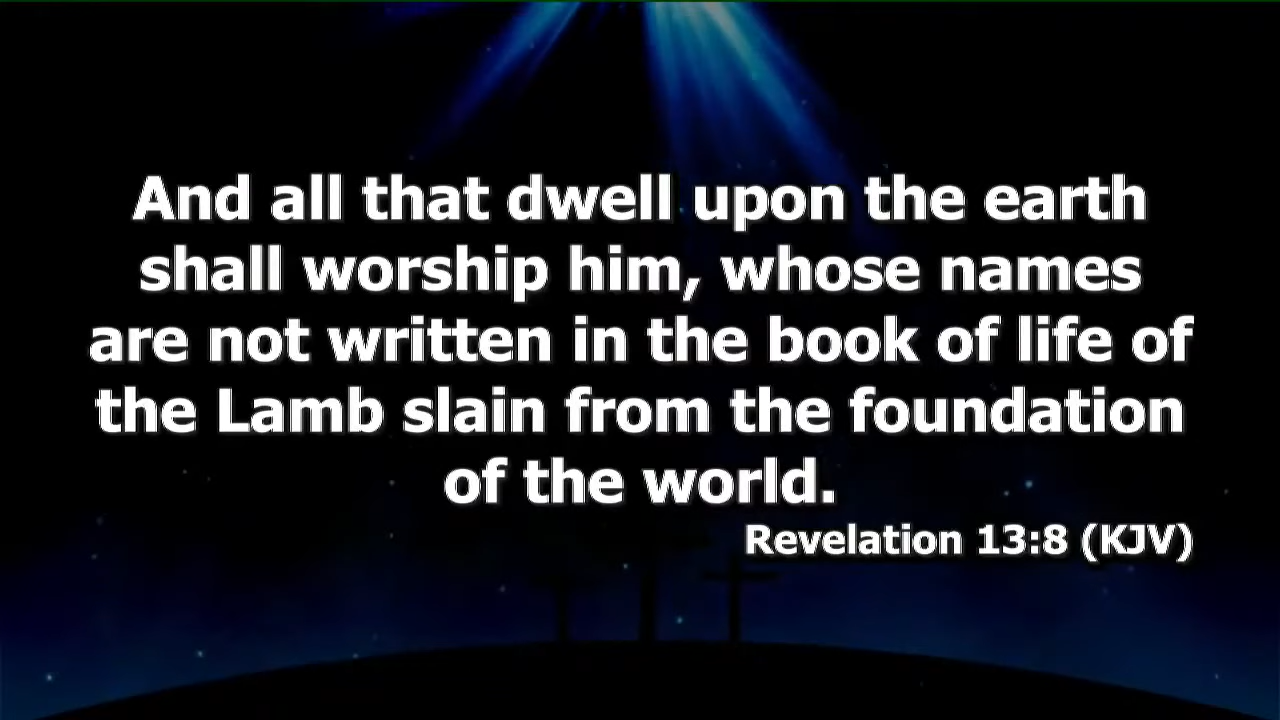 And all that dwell upon the earth
shall worship him, whose names
are not written in the book of life of
the Lamb slain from the foundation
of the world.
Revelation 13:8 (KJV)